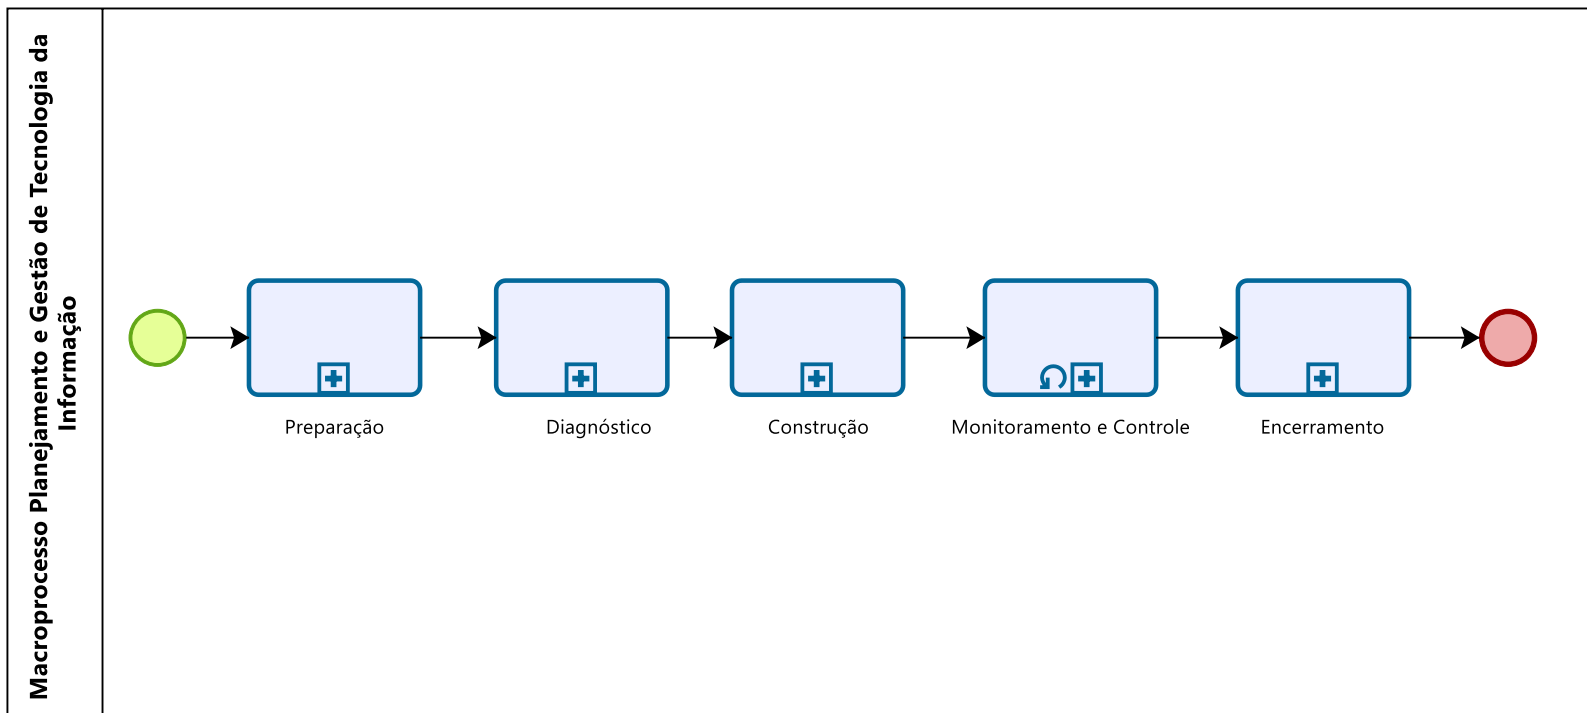 Macroprocesso Planejamento e Gestão de Tecnologia da
Informação
Preparação
Diagnóstico
Construção
Monitoramento e Controle
Encerramento